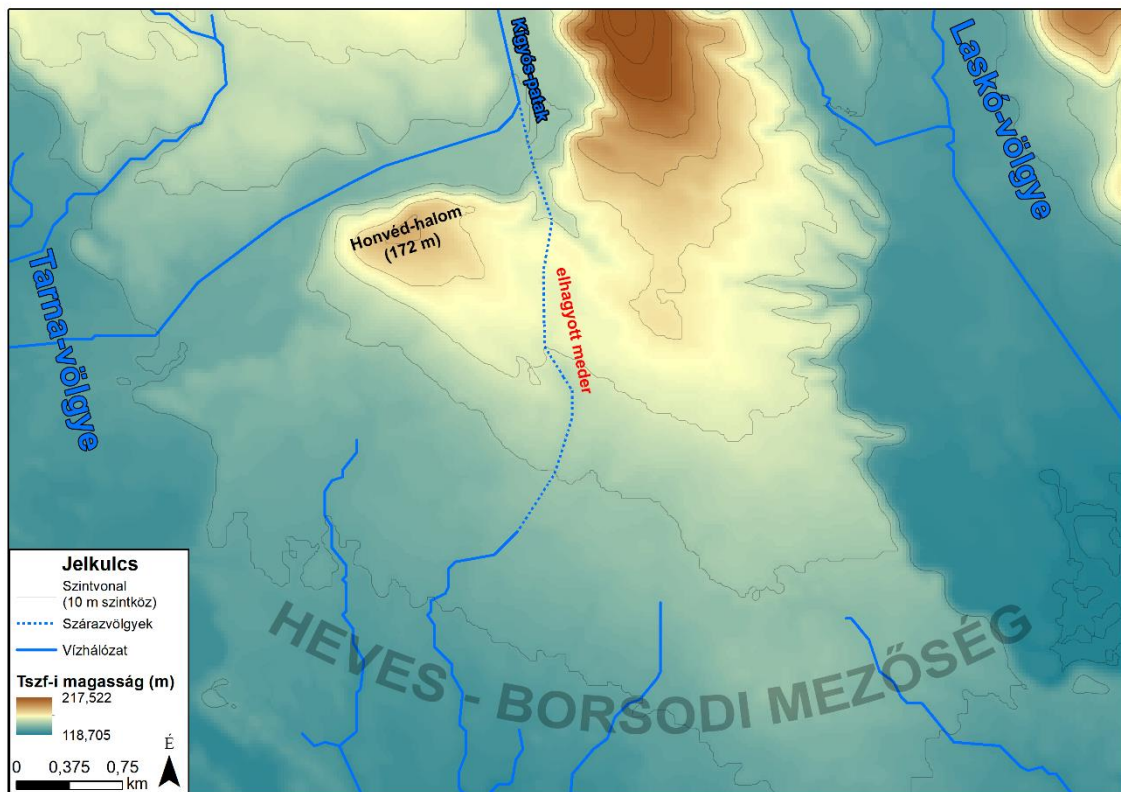 Kígyós-patak
Laskó-völgye
Honvéd-halom
(172 m)
Tarna-völgye
elhagyott meder
HEVES - BORSODI MEZŐSÉG
Jelkulcs
Szintvonal
(10 m szintköz)
Szárazvölgyek
Vízhálózat
Tszf-i magasság (m)
217,522
118,705
É
0 0,375 0,75
km